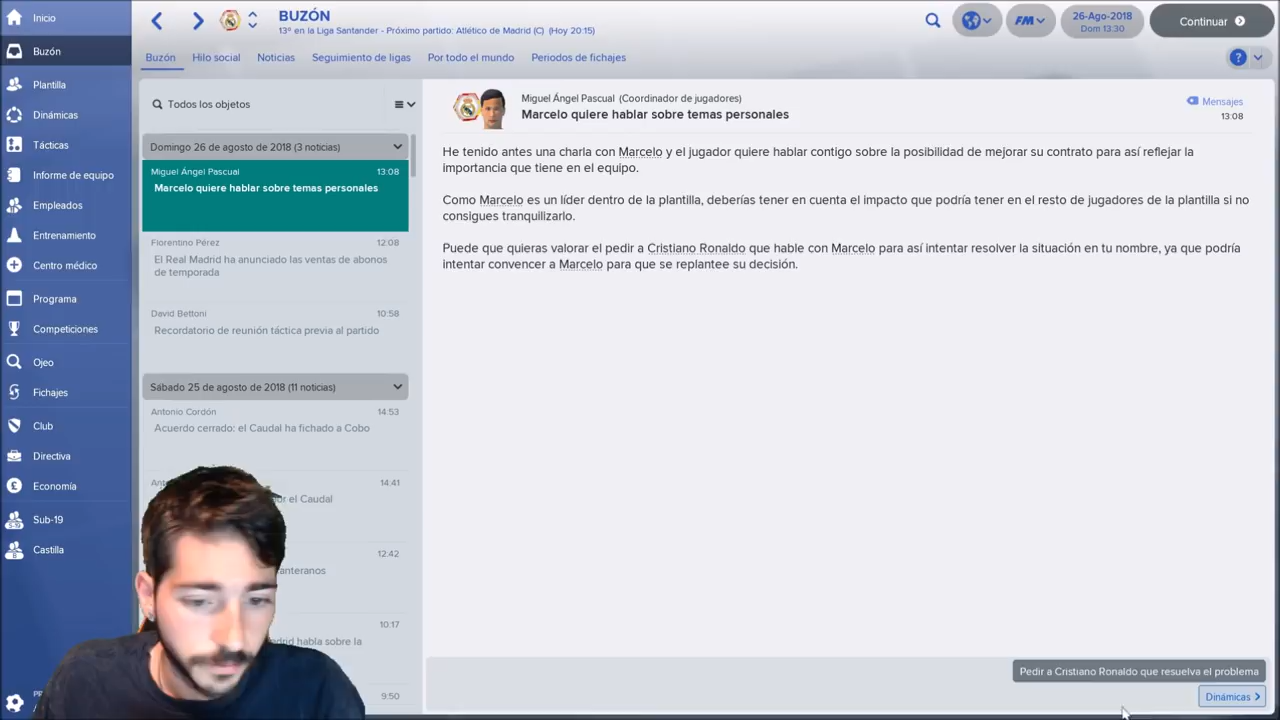 Inicio
Buzón
Plantilla
Dinámicas
Tácticas
Informe de equipo
Empleados
Entrenamiento
Centro médico
Programa
Competiciones
Ojeo
Fichajes
Club
Directiva
Economía
Sub-19
Castilla
BUZÓN
13º en la Liga Santander - Próximo partido: Atlético de Madrid (C) (Hoy 20:15)
FM
26-Ago-2018
Dom 13:30
Continuar
Buzón
Hilo social
Noticias
Seguimiento de ligas
Por todo el mundo
Periodos de fichajes
?
Todos los objetos
Domingo 26 de agosto de 2018 (3 noticias)
Miguel Ángel Pascual 13:08
Marcelo quiere hablar sobre temas personales
Florentino Pérez 12:08
El Real Madrid ha anunciado las ventas de abonos
de temporada
David Bettoni 10:58
Recordatorio de reunión táctica previa al partido
Sábado 25 de agosto de 2018 (11 noticias)
Antonio Cordón 14:53
Acuerdo cerrado: el Caudal ha fichado a Cobo
14:41
el Caudal
12:42
10:17
habla sobre la
9:50
Miguel Ángel Pascual (Coordinador de jugadores)
Marcelo quiere hablar sobre temas personales
Mensajes
13:08
He tenido antes una charla con Marcelo y el jugador quiere hablar contigo sobre la posibilidad de mejorar su contrato para así reflejar la
importancia que tiene en el equipo.
Como Marcelo es un líder dentro de la plantilla, deberías tener en cuenta el impacto que podría tener en el resto de jugadores de la plantilla si no
consigues tranquilizarlo.
Puede que quieras valorar el pedir a Cristiano Ronaldo que hable con Marcelo para así intentar resolver la situación en tu nombre, ya que podría
intentar convencer a Marcelo para que se replantee su decisión.
Pedir a Cristiano Ronaldo que resuelva el problema
Dinámicas